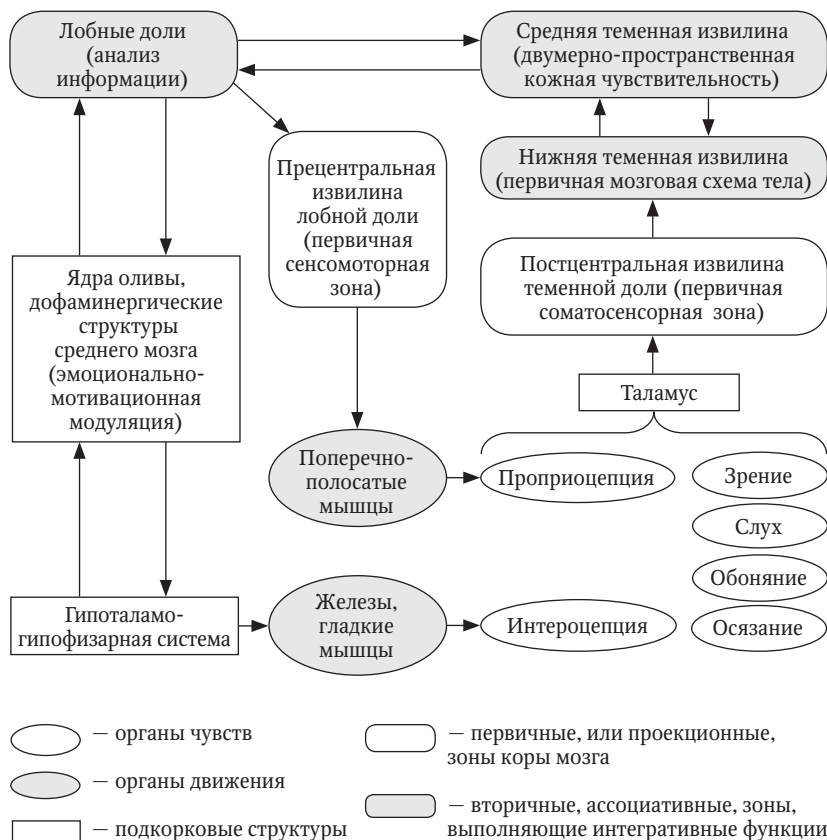 Лобные доли
(анализ
информации)
Средняя теменная извилина
(двумерно-пространственная
кожная чувствительность)
Нижняя теменная извилина
(первичная мозговая схема тела)
Прецентральная
извилина
лобной доли
(первичная
сенсомоторная
зона)
Постцентральная извилина
теменной доли (первичная
соматосенсорная зона)
Ядра оливы,
дофаминергические
структуры
среднего мозга
(эмоционально-
мотивационная
модуляция)
Таламус
Поперечно-
полосатые
мышцы
Проприоцепция
Зрение
Слух
Обоняние
Осязание
Гипоталамо-
гипофизарная система
Железы,
гладкие
мышцы
Интероцепция
— органы чувств
— органы движения
— подкорковые структуры
— первичные, или проекционные,
зоны коры мозга
— вторичные, ассоциативные, зоны,
выполняющие интегративные функции